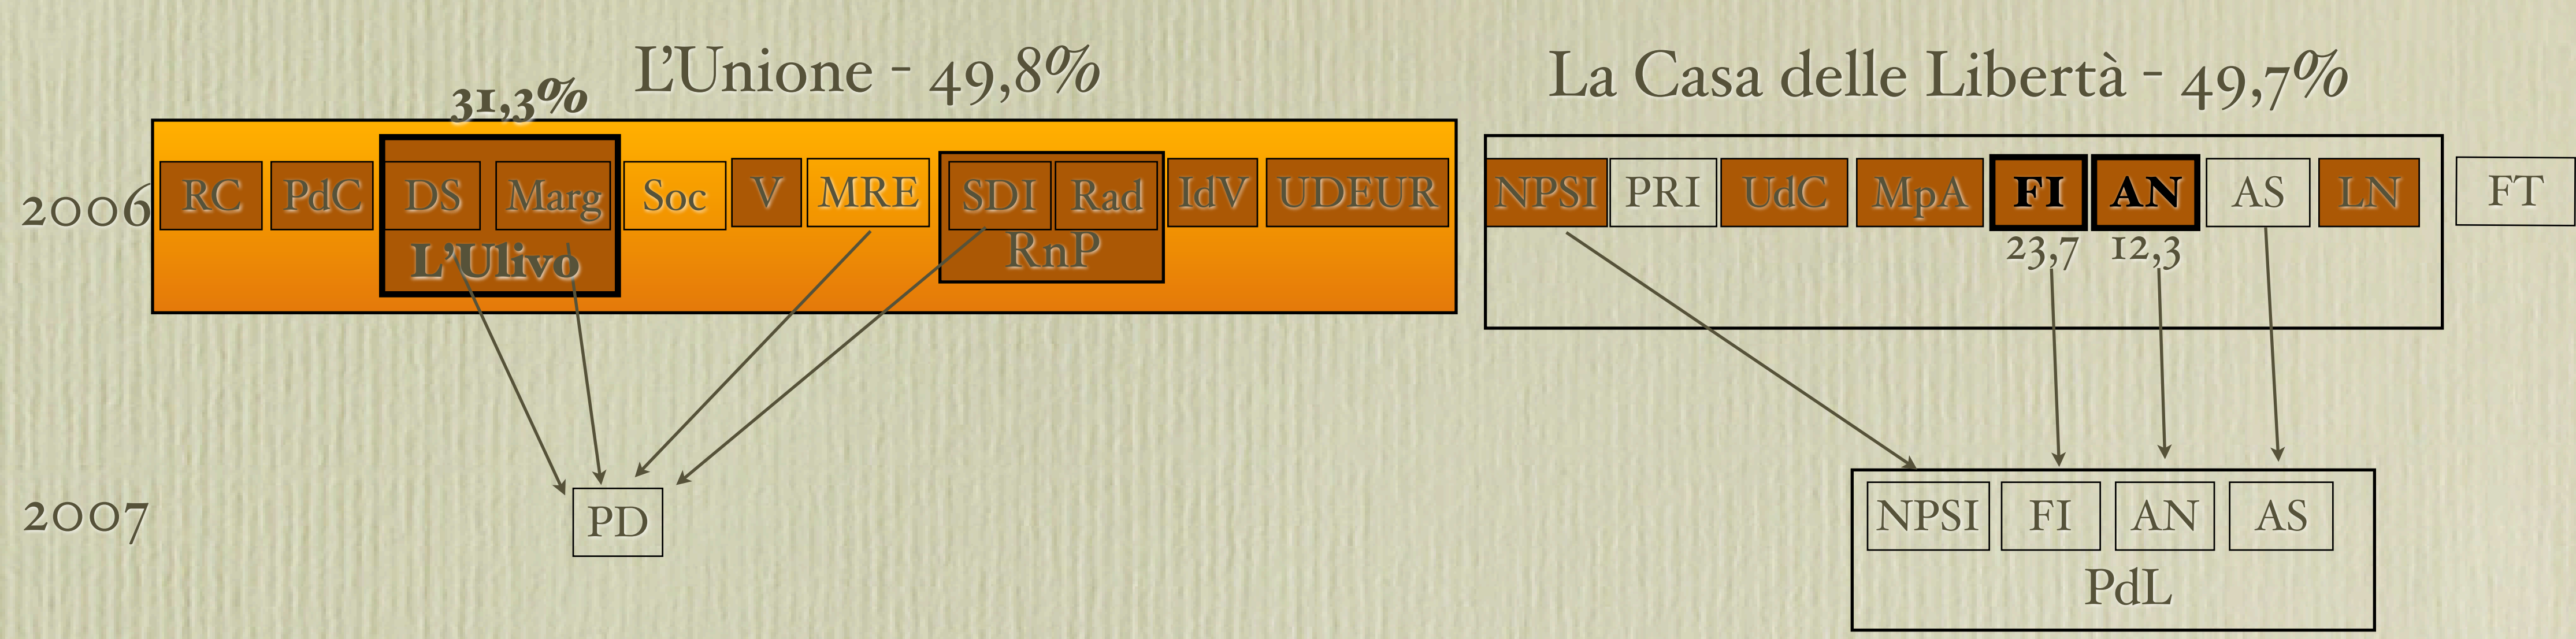 L'Unione - 49,8%
La Casa delle Libertà - 49,7%
31,3%
2006 RC PdC DS Marg Soc V MRE SDI Rad IdV UDEUR NPSI PRI UdC MpA FI AN AS LN FT
L'Ulivo RnP 23,7 12,3
2007 PD NPSI FI AN AS
PdL